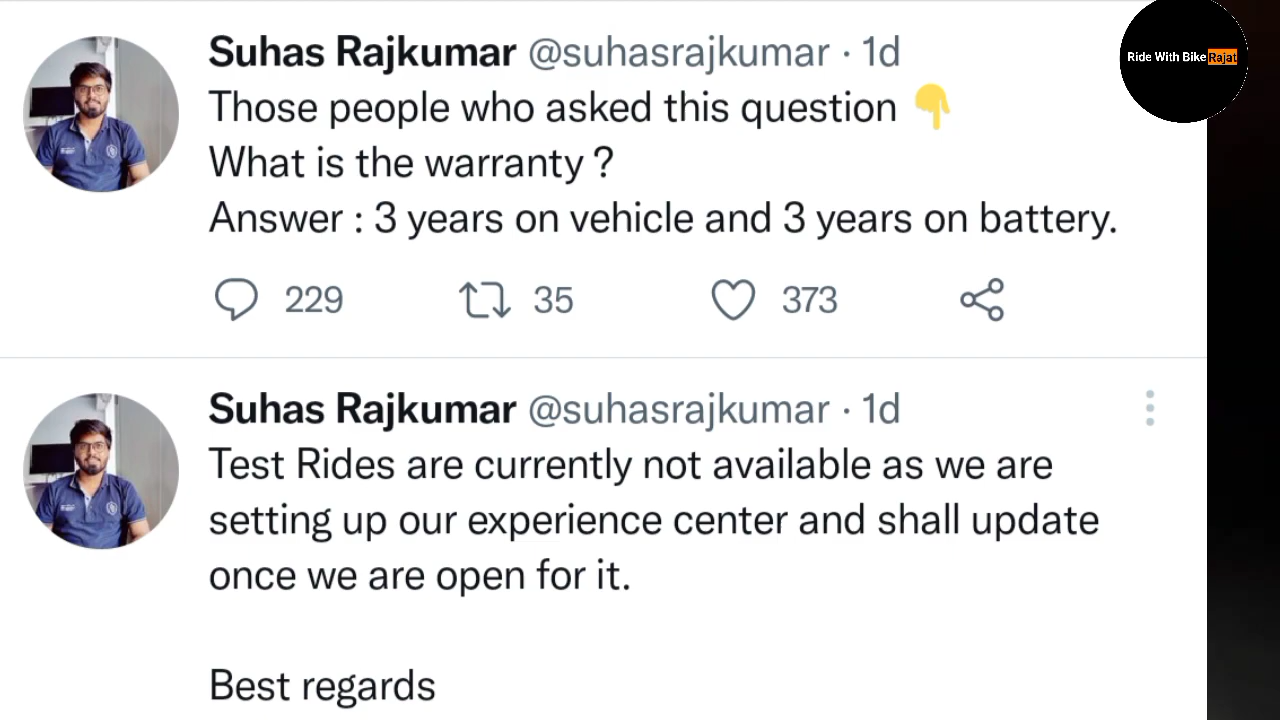 Ride With Bike Rajat
Suhas Rajkumar @suhasrajkumar · 1d
Those people who asked this question 👇
What is the warranty ?
Answer : 3 years on vehicle and 3 years on battery.
229 35 373
Suhas Rajkumar @suhasrajkumar · 1d
Test Rides are currently not available as we are
setting up our experience center and shall update
once we are open for it.
Best regards